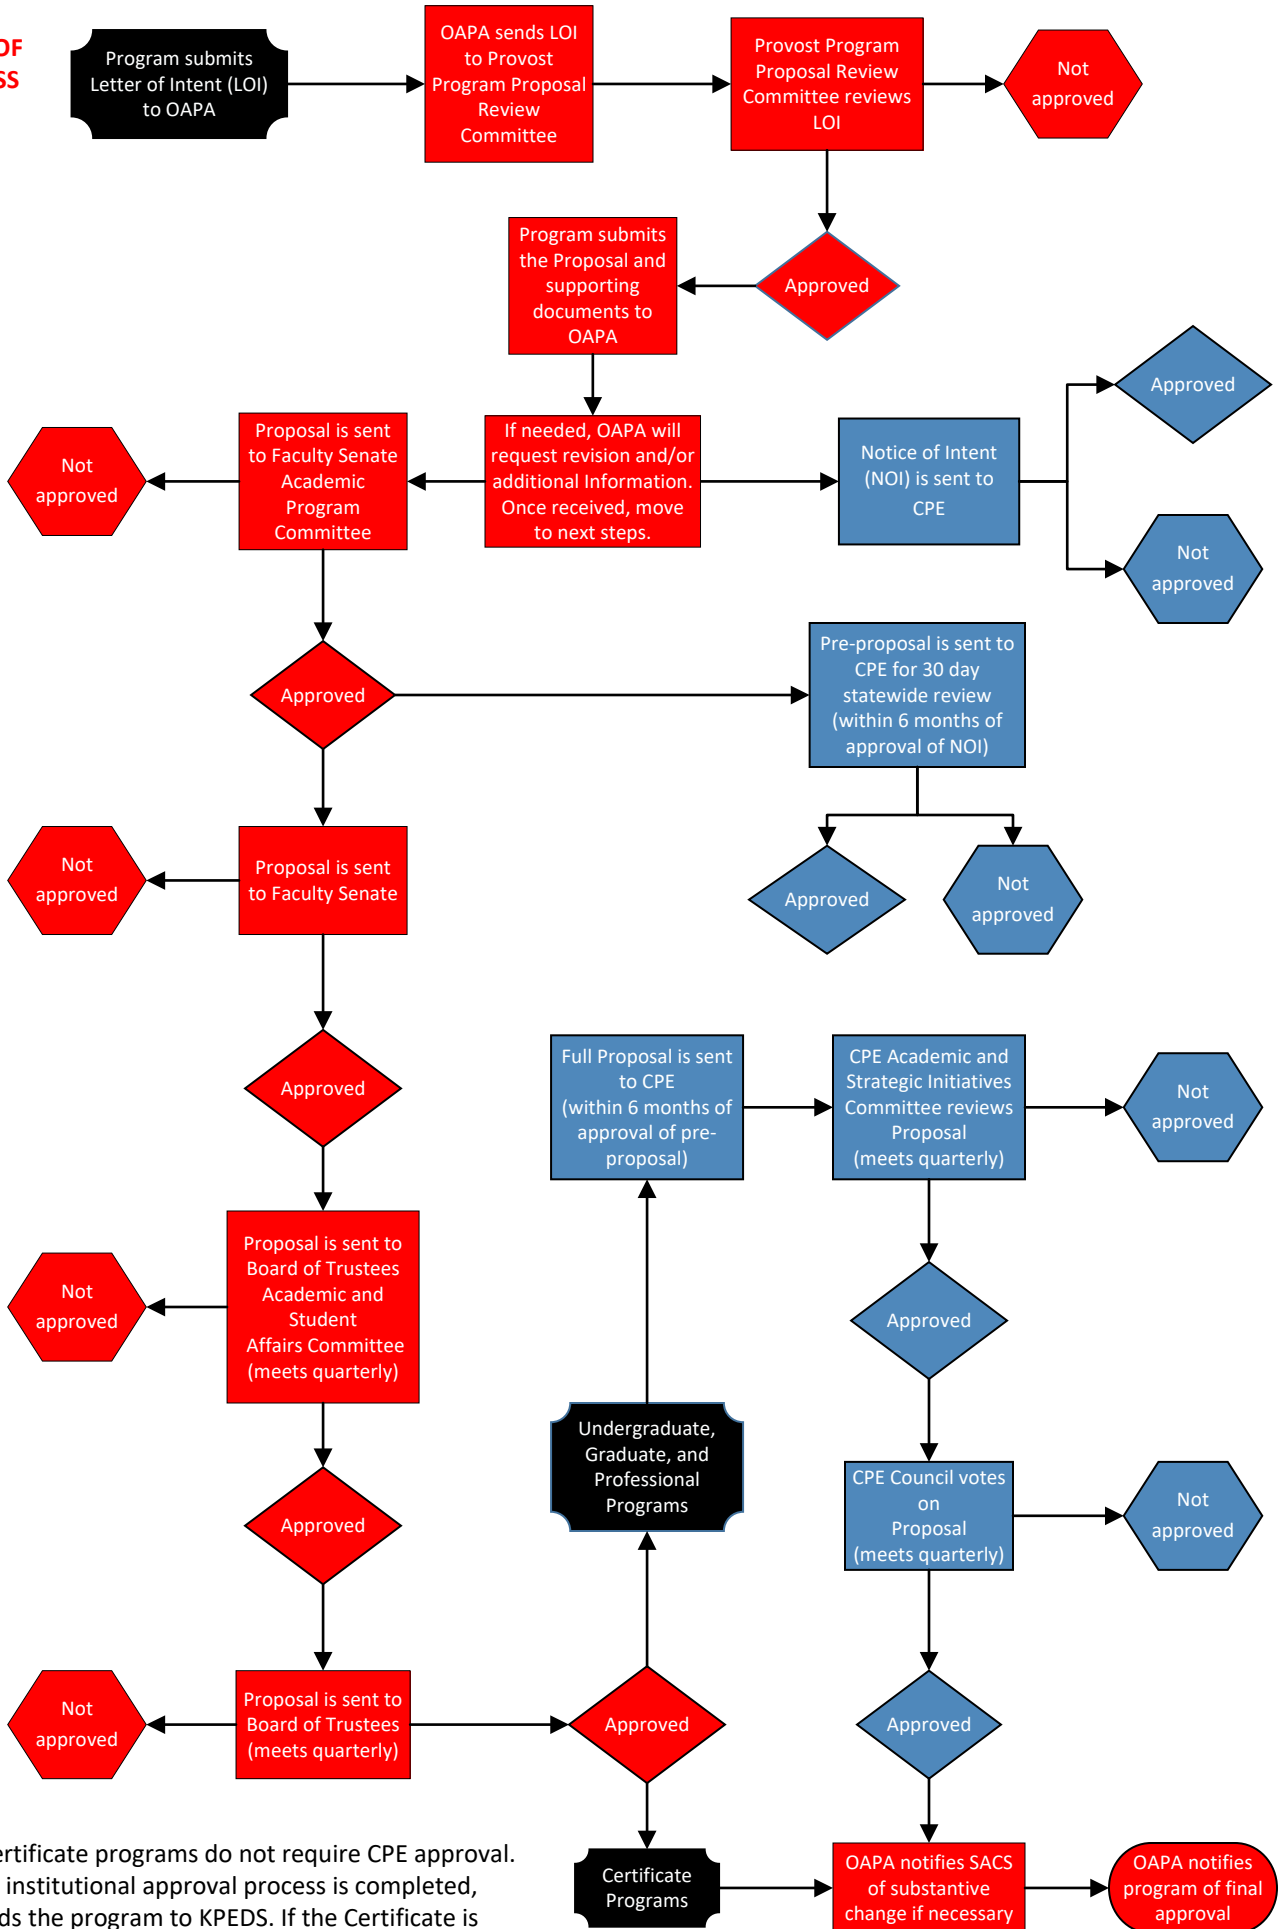 OF
SS
Program submits
Letter of Intent (LOI)
to OAPA
OAPA sends LOI
to Provost
Program Proposal
Review
Committee
Provost Program
Proposal Review
Committee reviews
LOI
Not
approved
Program submits
the Proposal and
supporting
documents to
OAPA
Approved
Approved
Not
approved
Proposal is sent
to Faculty Senate
Academic
Program
Committee
If needed, OAPA will
request revision and/or
additional Information.
Once received, move
to next steps.
Notice of Intent
(NOI) is sent to
CPE
Not
approved
Approved
Pre-proposal is sent to
CPE for 30 day
statewide review
(within 6 months of
approval of NOI)
Not
approved
Proposal is sent
to Faculty Senate
Approved
Not
approved
Approved
Full Proposal is sent
to CPE
(within 6 months of
approval of pre-
proposal)
CPE Academic and
Strategic Initiatives
Committee reviews
Proposal
(meets quarterly)
Not
approved
Not
approved
Proposal is sent to
Board of Trustees
Academic and
Student
Affairs Committee
(meets quarterly)
Approved
Undergraduate,
Graduate, and
Professional
Programs
Approved
CPE Council votes
on
Proposal
(meets quarterly)
Not
approved
Not
approved
Proposal is sent to
Board of Trustees
(meets quarterly)
Approved
Approved
ertificate programs do not require CPE approval.
institutional approval process is completed,
ds the program to KPEDS. If the Certificate is
Certificate
Programs
OAPA notifies SACS
of substantive
change if necessary
OAPA notifies
program of final
approval